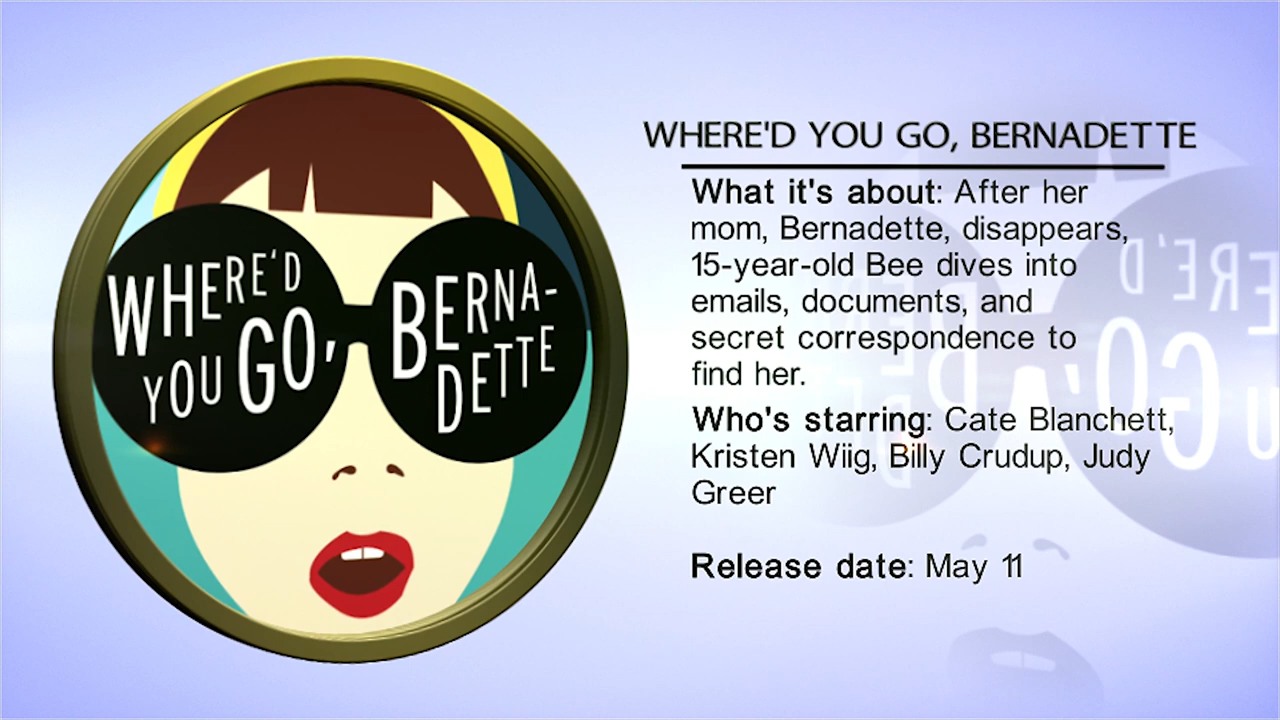 WHERE'D
YOU GO,
BERNA-
DETTE
WHERE'D YOU GO, BERNADETTE
What it's about: After her
mom, Bernadette, disappears,
15-year-old Bee dives into
emails, documents, and
secret correspondence to
find her.
Who's starring: Cate Blanchett,
Kristen Wiig, Billy Crudup, Judy
Greer
Release date: May 11